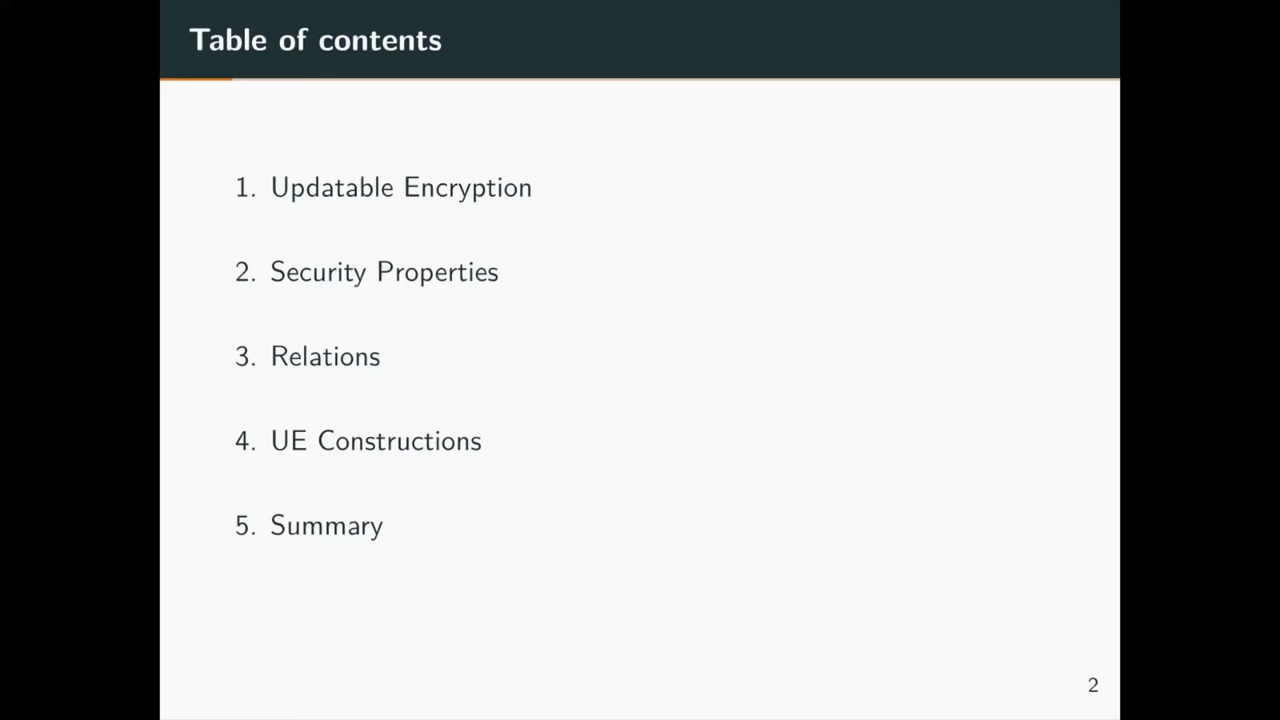 Table of contents
1. Updatable Encryption
2. Security Properties
3. Relations
4. UE Constructions
5. Summary
2